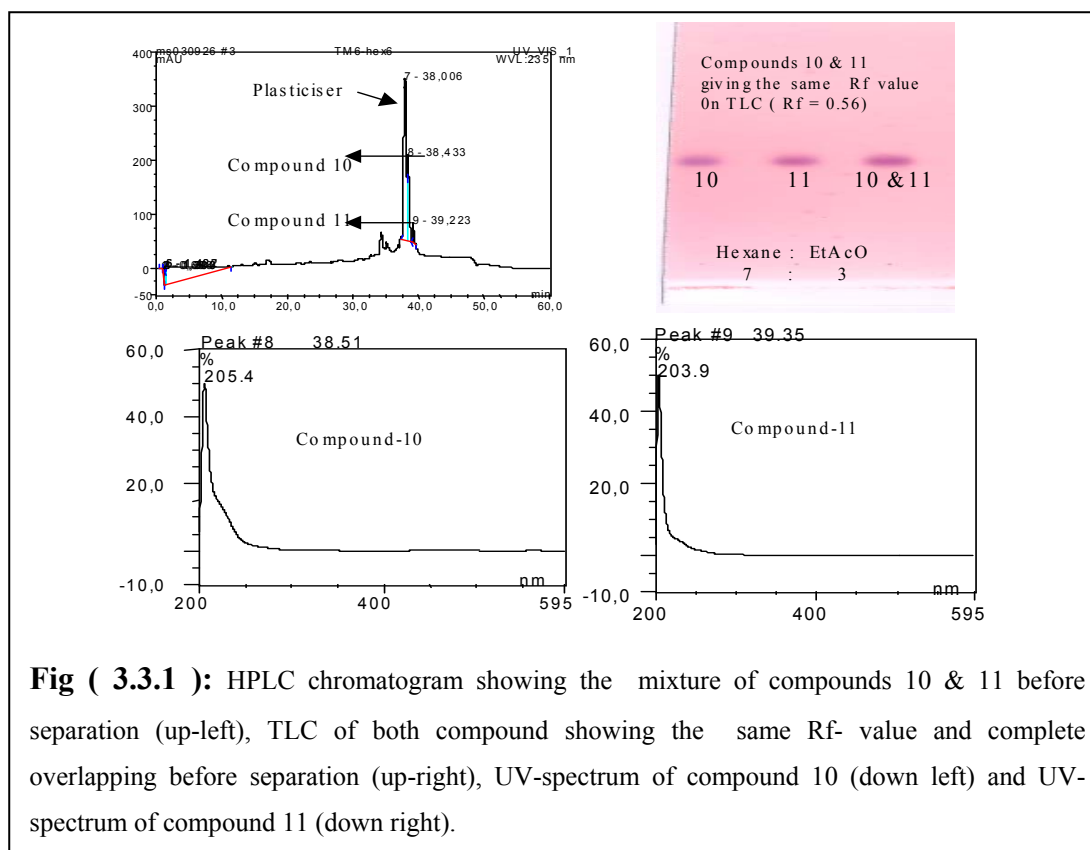 ms030926 #3 TM6 hex6 UV_VIS_1
mAU WVL:235 nm
400
300
200
100
0
-50
7 - 38,006
Plasticiser
8 - 38,433
Compound 10
Compound 11
9 - 39,223
min
0,0 10,0 20,0 30,0 40,0 50,0 60,0
Compounds 10 & 11
giving the same Rf value
0n TLC ( Rf = 0.56)
10 11 10 &11
Hexane : EtAcO
7 : 3
Peak #8 38.51
60,0
%
205.4
40,0
20,0
-10,0
Compound-10
nm
200 400 595
Peak #9 39.35
60,0
%
203.9
40,0
20,0
-10,0
Compound-11
nm
200 400 595
Fig ( 3.3.1 ): HPLC chromatogram showing the mixture of compounds 10 & 11 before
separation (up-left), TLC of both compound showing the same Rf- value and complete
overlapping before separation (up-right), UV-spectrum of compound 10 (down left) and UV-
spectrum of compound 11 (down right).